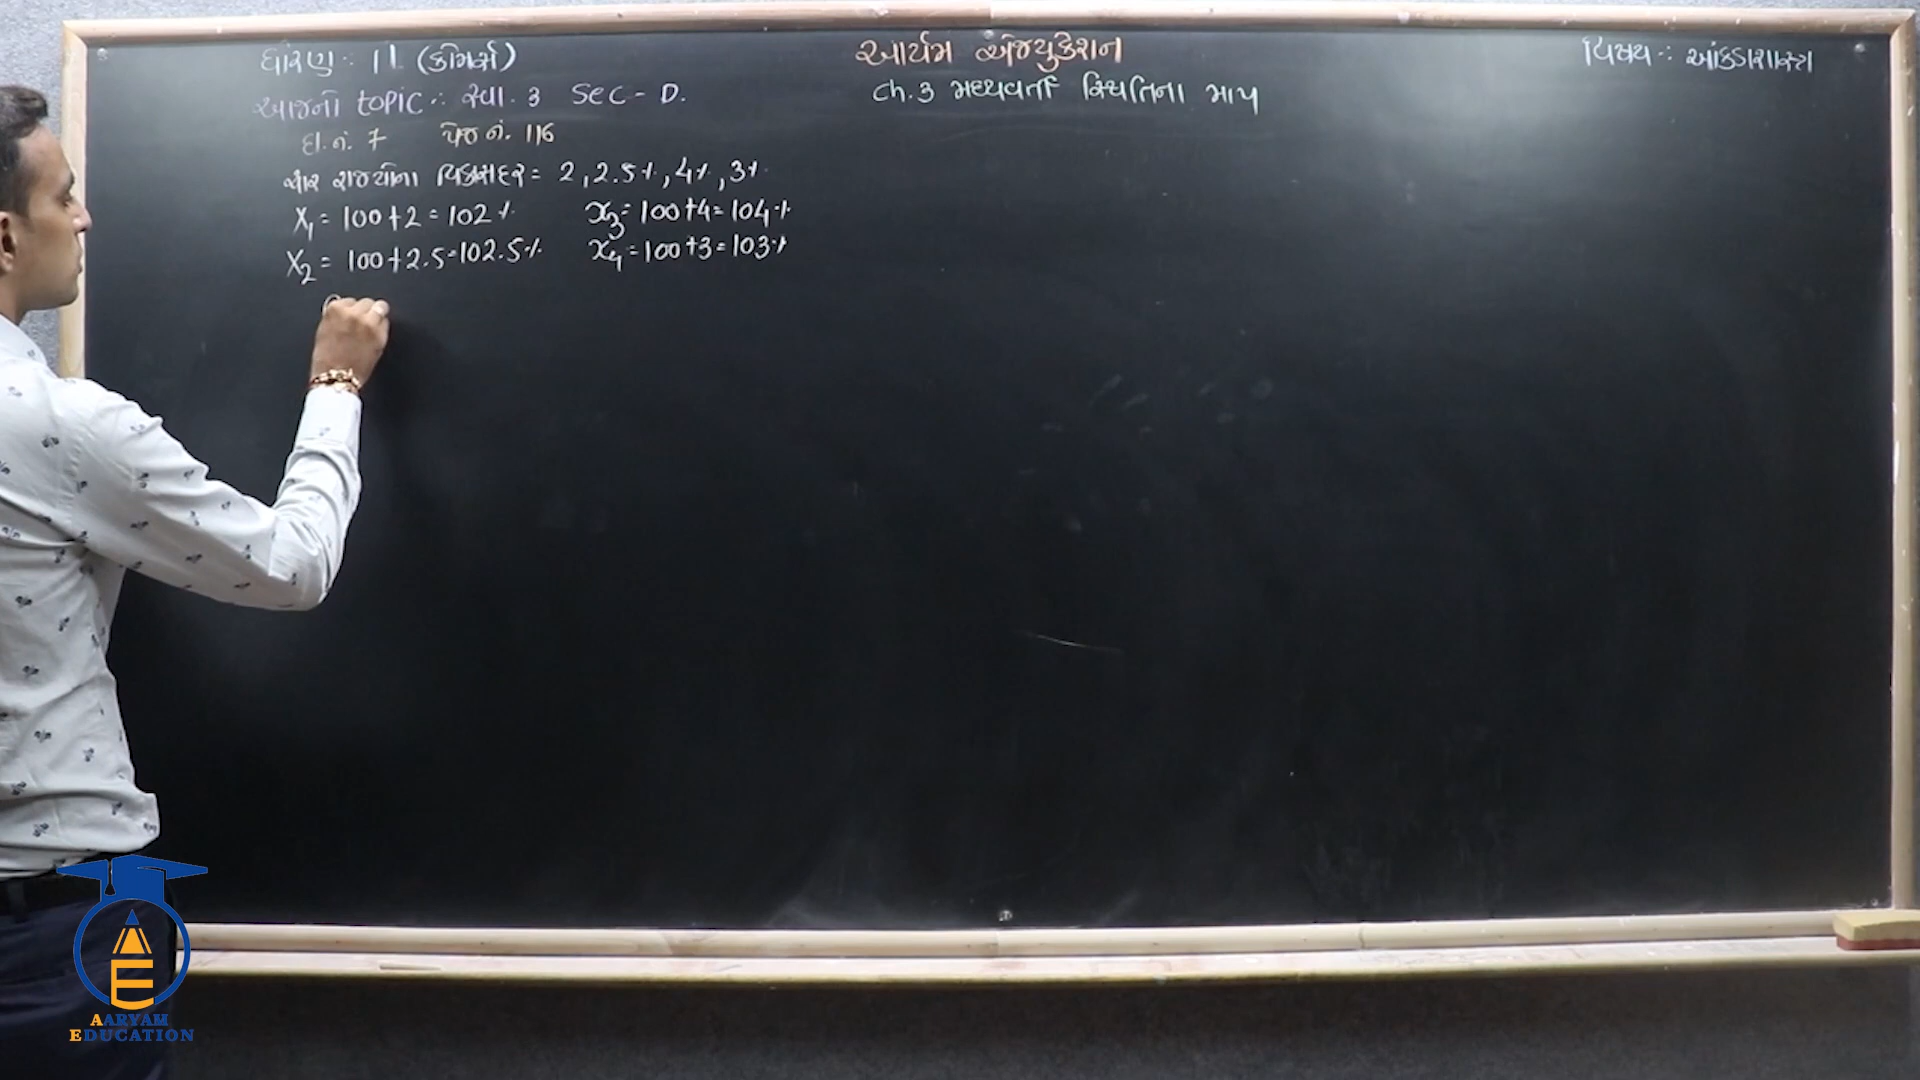 ધોરણ :- 11 (કોમર્સ)
આર્યમ એજ્યુકેશન
વિષય :- આંકડાશાસ્ત્ર
આજનો topic :- સ્વા. 3 Sec - D.
Ch. 3 મધ્યવર્તી સ્થિતિના માપ
દા. નં. 7 પેજ નં. 116
ચાર રાજ્યોના વિકાસદર = 2, 2.5%, 4%, 3%
X₁ = 100+2 = 102% x₃ = 100+4 = 104%
X₂ = 100+2.5=102.5% x₄ = 100+3 = 103%
AARYAM
EDUCATION